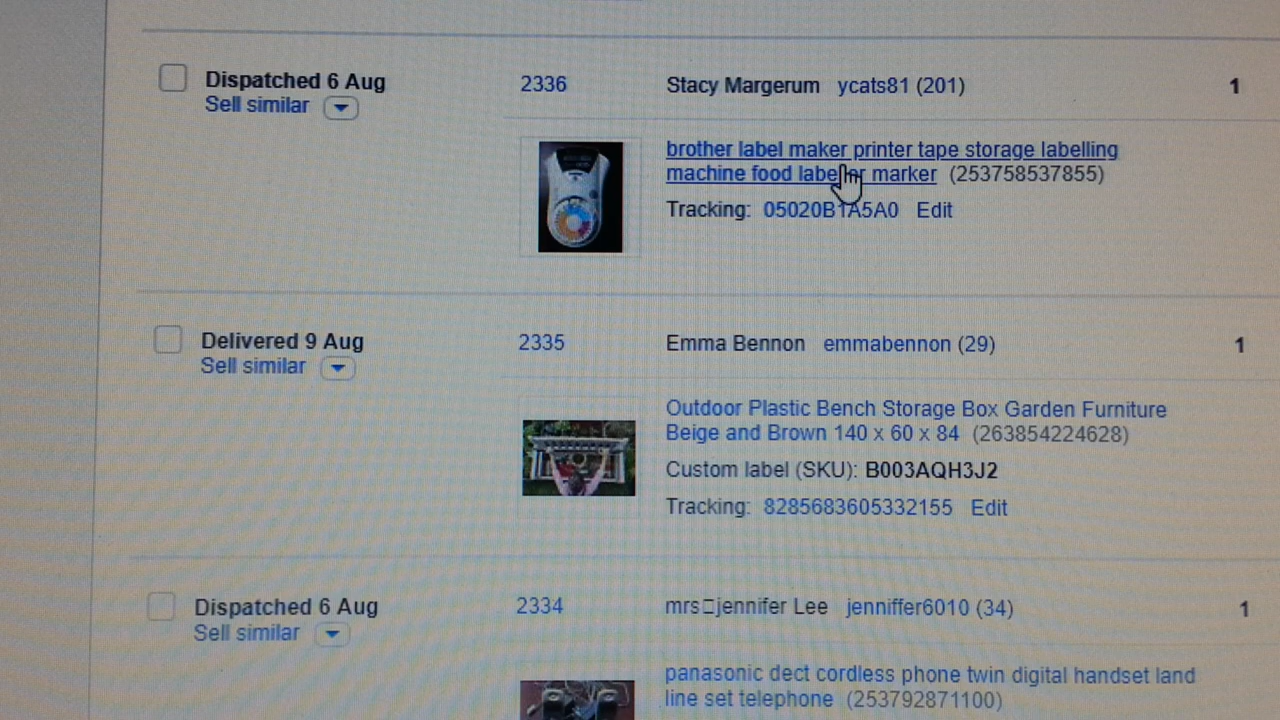 Dispatched 6 Aug 2336 Stacy Margerum ycats81 (201) 1
Sell similar
brother label maker printer tape storage labelling
machine food labeller marker (253758537855)
Tracking: 05020B1A5A0 Edit
Delivered 9 Aug 2335 Emma Bennon emmabennon (29) 1
Sell similar
Outdoor Plastic Bench Storage Box Garden Furniture
Beige and Brown 140 x 60 x 84 (263854224628)
Custom label (SKU): B003AQH3J2
Tracking: 8285683605332155 Edit
Dispatched 6 Aug 2334 mrs□jennifer Lee jenniffer6010 (34) 1
Sell similar
panasonic dect cordless phone twin digital handset land
line set telephone (253792871100)